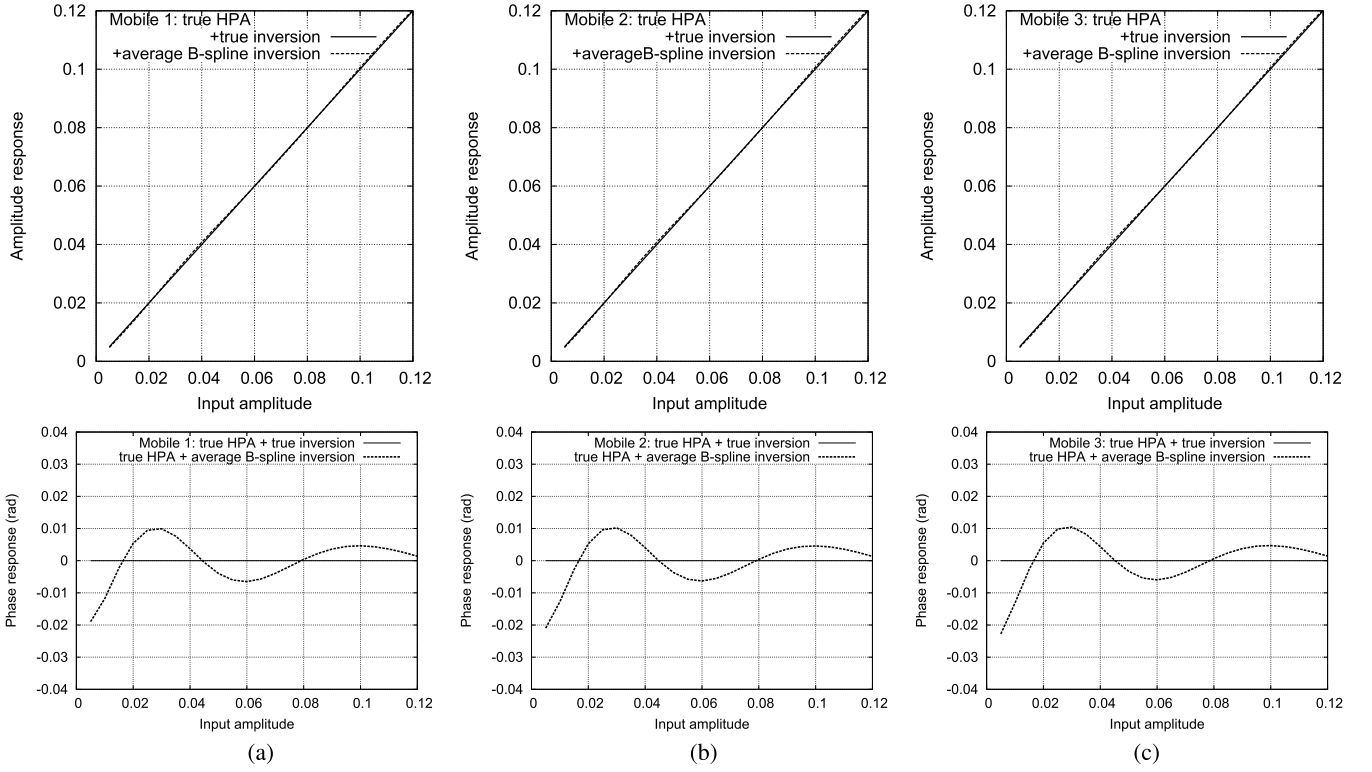 Mobile 1: true HPA
+true inversion
+average B-spline inversion
Amplitude response
0.12
0.1
0.08
0.06
0.04
0.02
0
0 0.02 0.04 0.06 0.08 0.1 0.12
Input amplitude
Mobile 2: true HPA
+true inversion
+averageB-spline inversion
Amplitude response
0.12
0.1
0.08
0.06
0.04
0.02
0
0 0.02 0.04 0.06 0.08 0.1 0.12
Input amplitude
Mobile 3: true HPA
+true inversion
+average B-spline inversion
Amplitude response
0.12
0.1
0.08
0.06
0.04
0.02
0
0 0.02 0.04 0.06 0.08 0.1 0.12
Input amplitude
Mobile 1: true HPA + true inversion
true HPA + average B-spline inversion
Phase response (rad)
0.04
0.03
0.02
0.01
0
-0.01
-0.02
-0.03
-0.04
0 0.02 0.04 0.06 0.08 0.1 0.12
Input amplitude
(a)
Mobile 2: true HPA + true inversion
true HPA + average B-spline inversion
Phase response (rad)
0.04
0.03
0.02
0.01
0
-0.01
-0.02
-0.03
-0.04
0 0.02 0.04 0.06 0.08 0.1 0.12
Input amplitude
(b)
Mobile 3: true HPA + true inversion
true HPA + average B-spline inversion
Phase response (rad)
0.04
0.03
0.02
0.01
0
-0.01
-0.02
-0.03
-0.04
0 0.02 0.04 0.06 0.08 0.1 0.12
Input amplitude
(c)